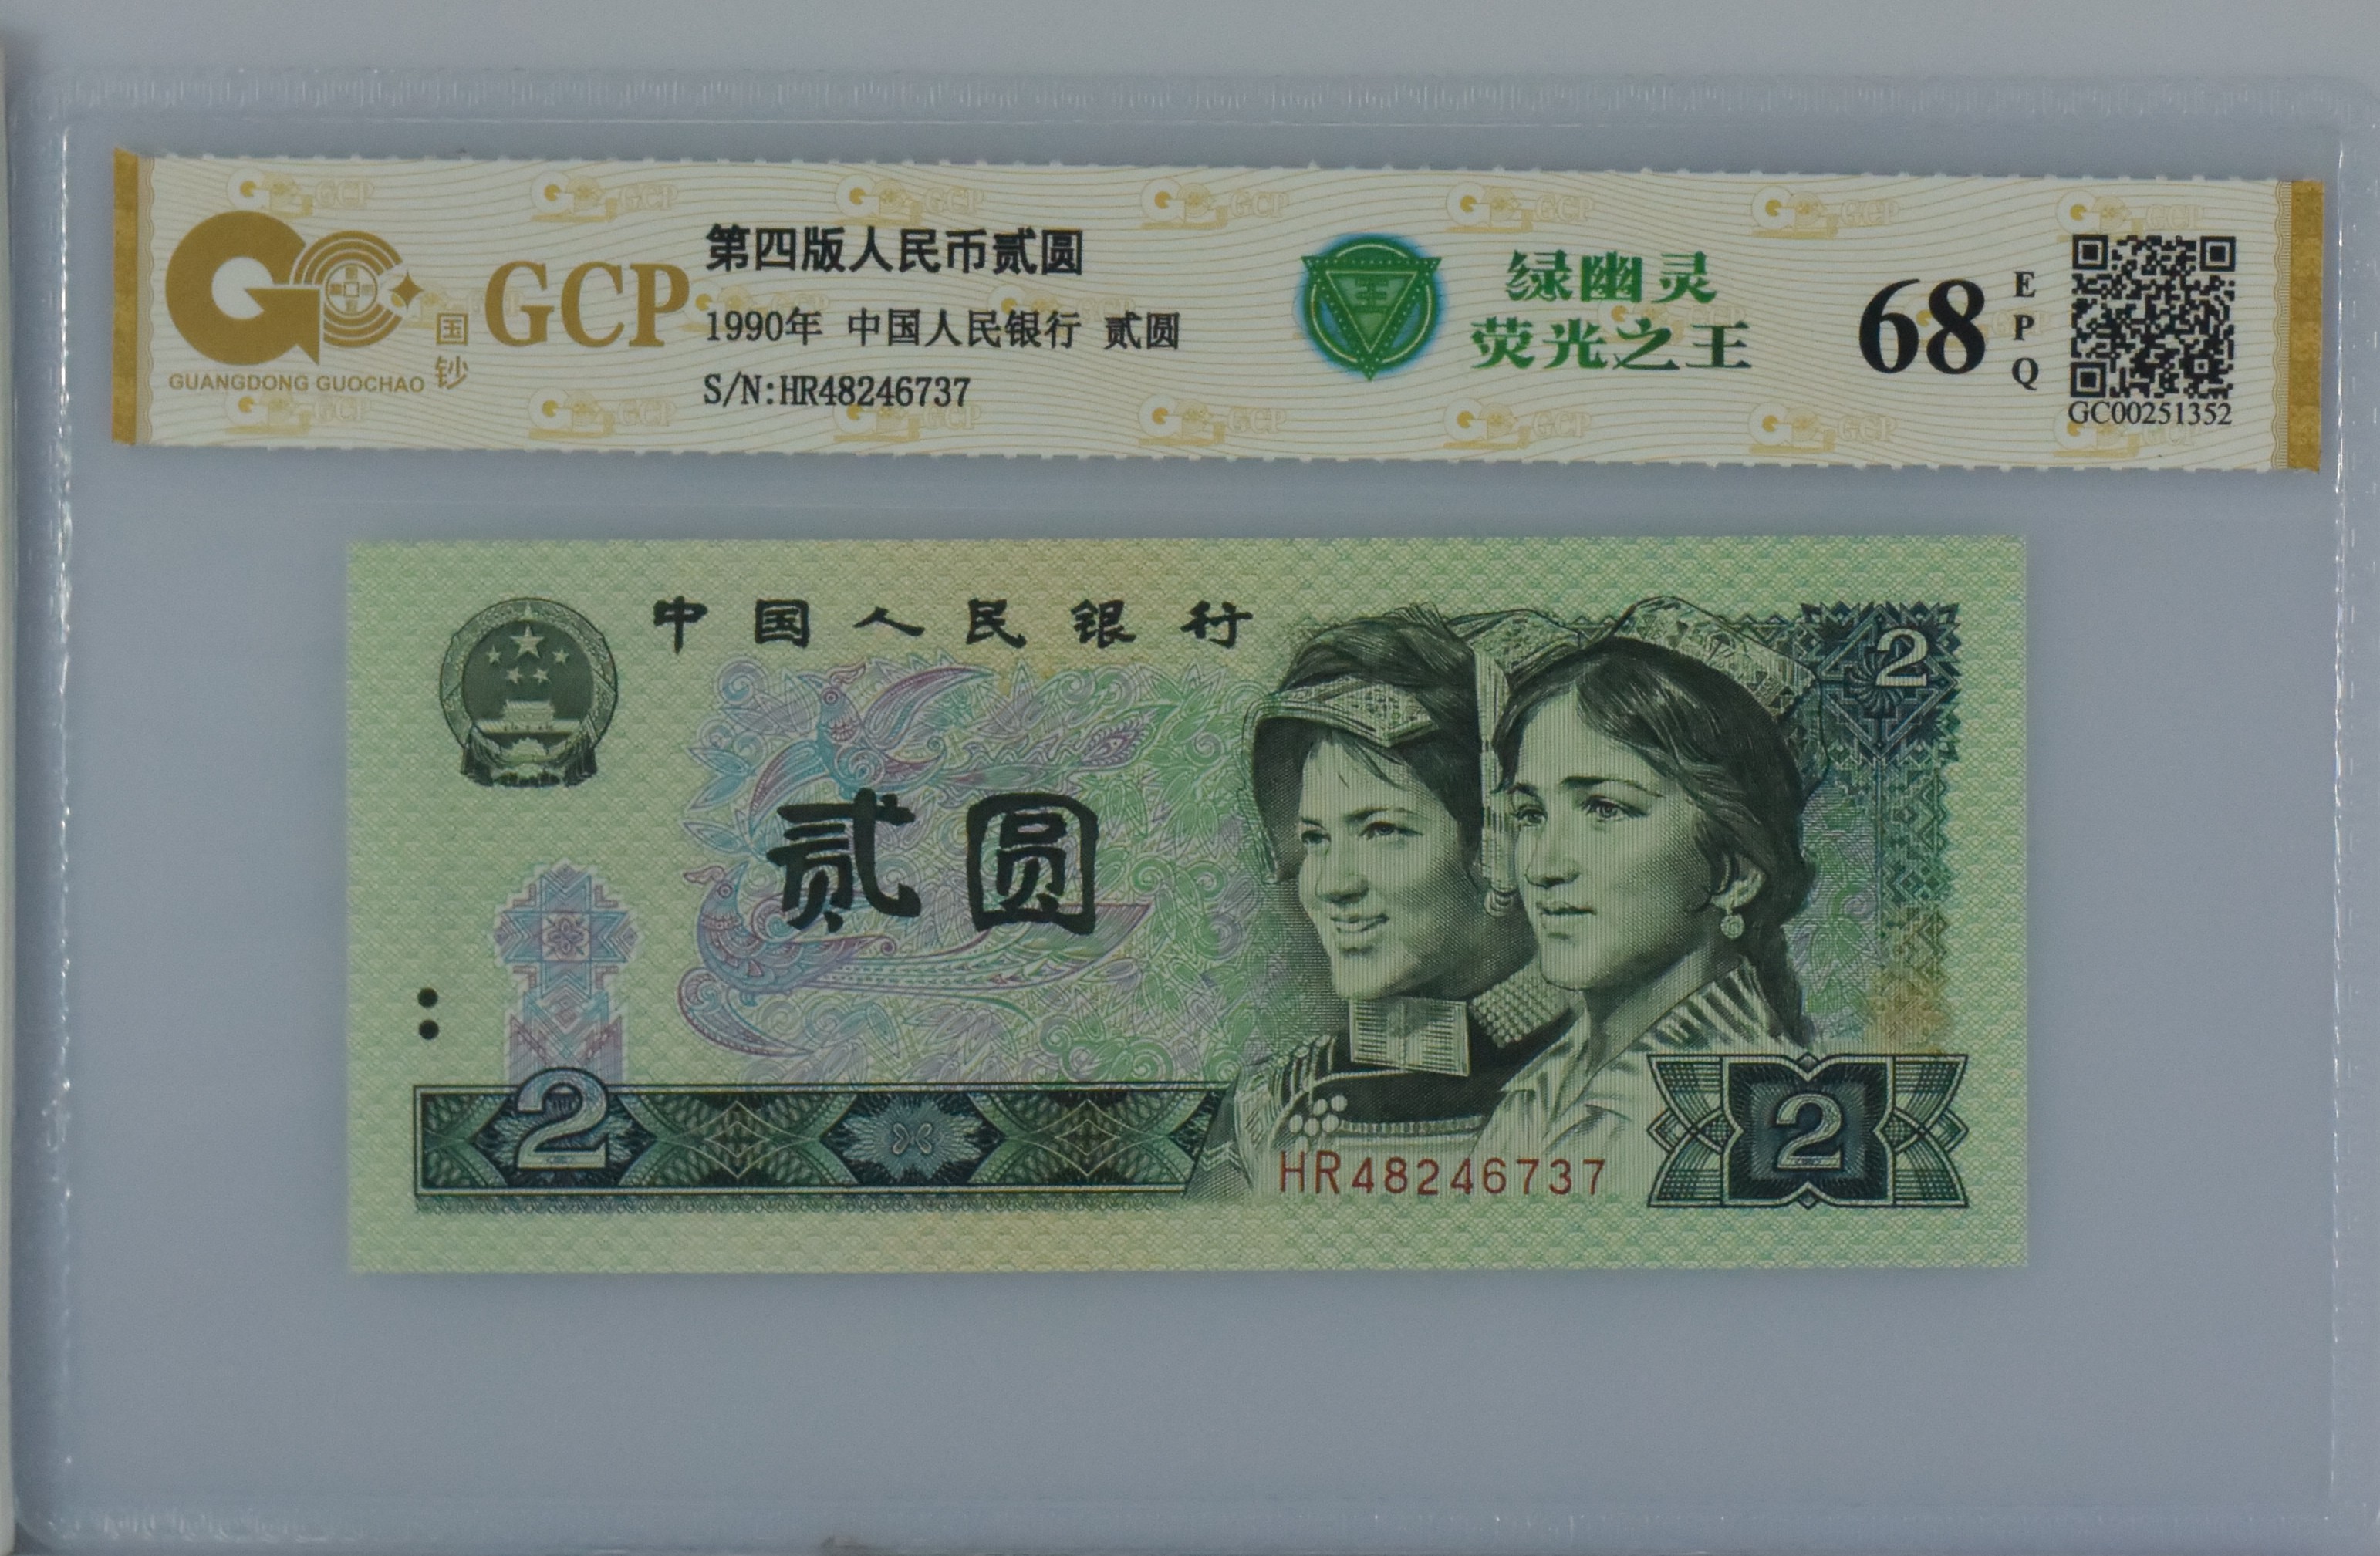 GCP
国钞
GUANGDONG GUOCHAO
第四版人民币贰圆
1990年 中国人民银行 贰圆
S/N:HR48246737
王
绿幽灵
荧光之王
68
EPQ
GC00251352
中国人民银行
2
贰圆
2
HR48246737
2